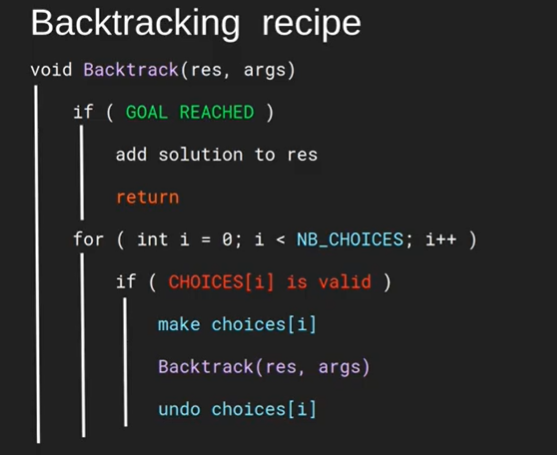 Backtracking recipe
void Backtrack(res, args)
if ( GOAL REACHED )
add solution to res
return
for ( int i = 0; i < NB_CHOICES; i++ )
if ( CHOICES[i] is valid )
make choices[i]
Backtrack(res, args)
undo choices[i]